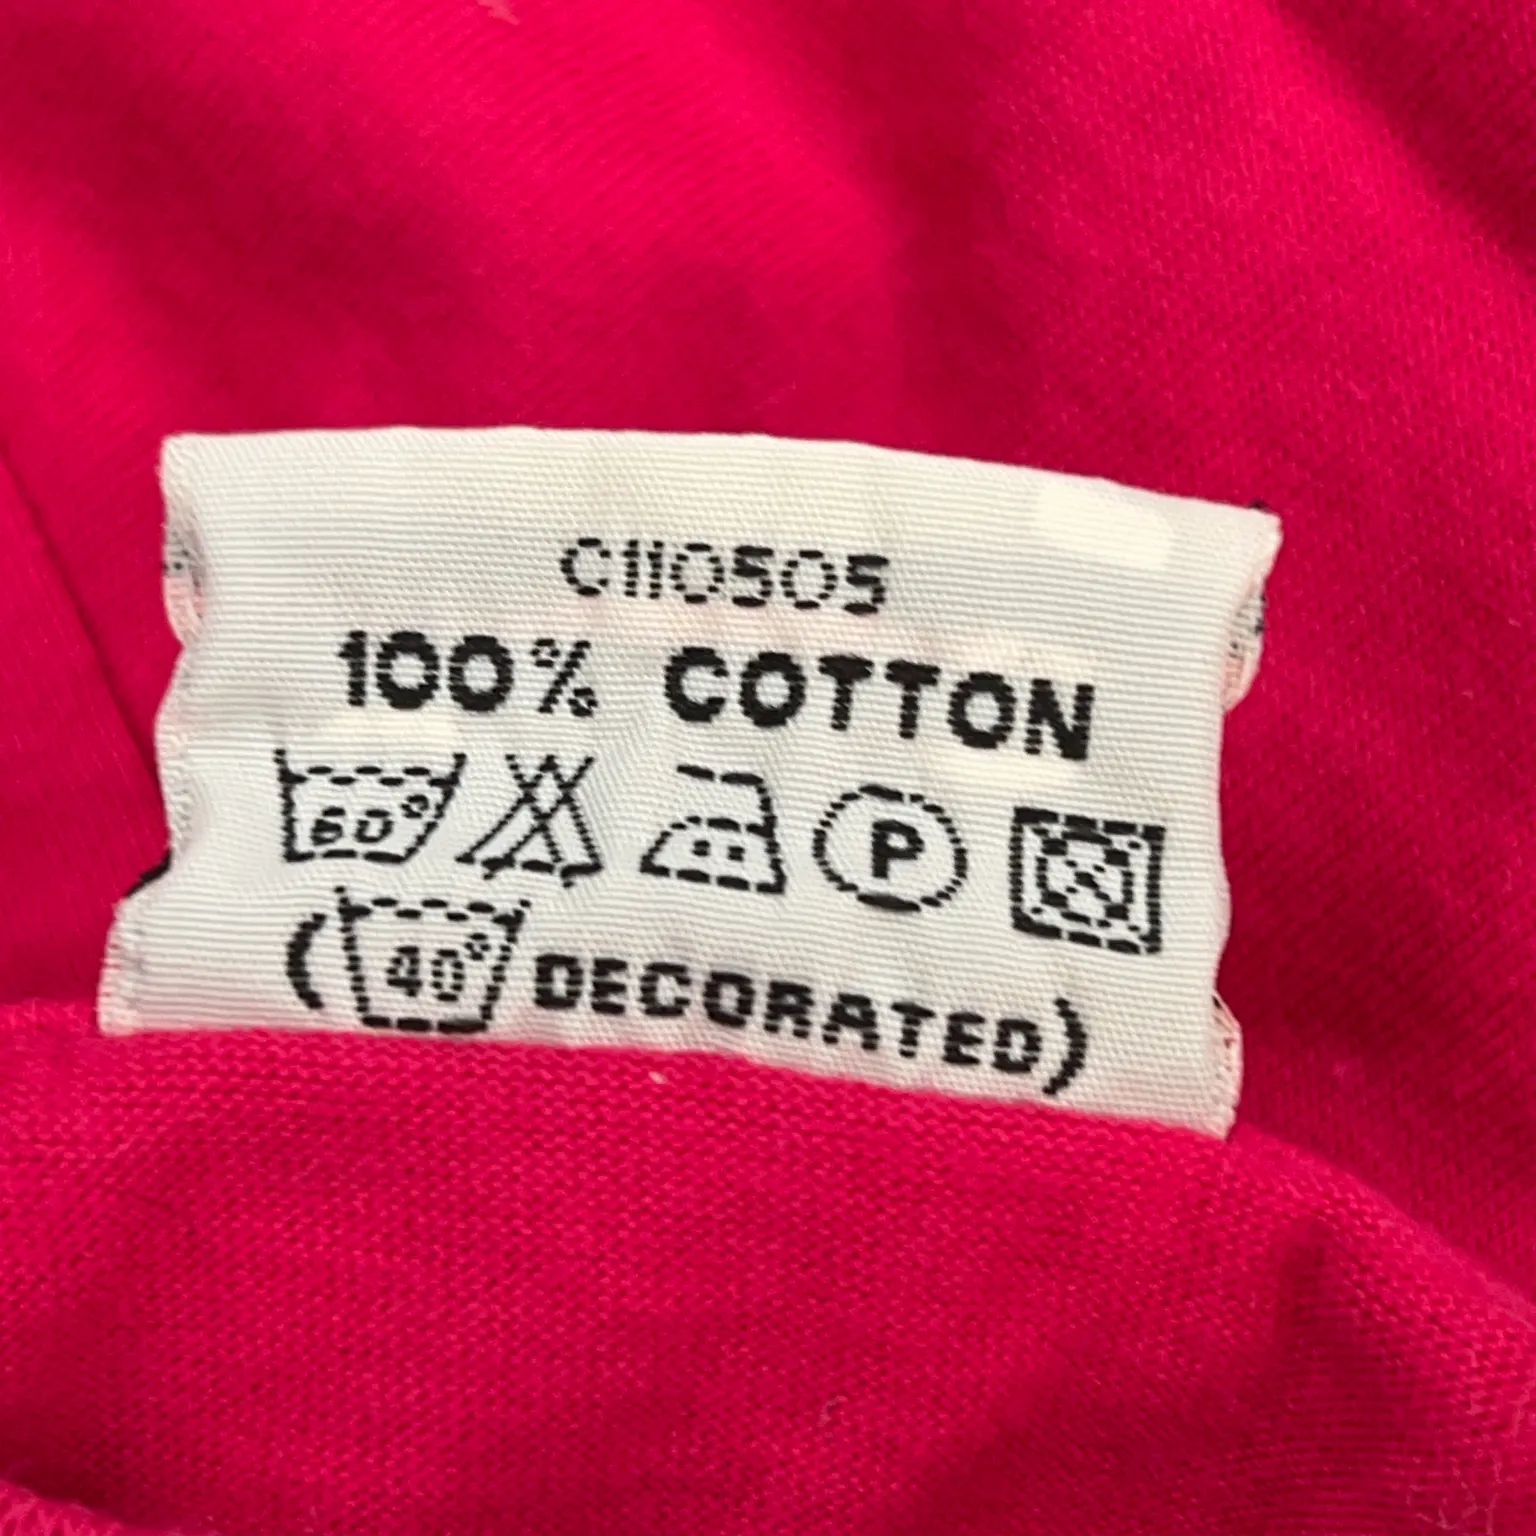 C110505
100% COTTON
60° P
(40° DECORATED)